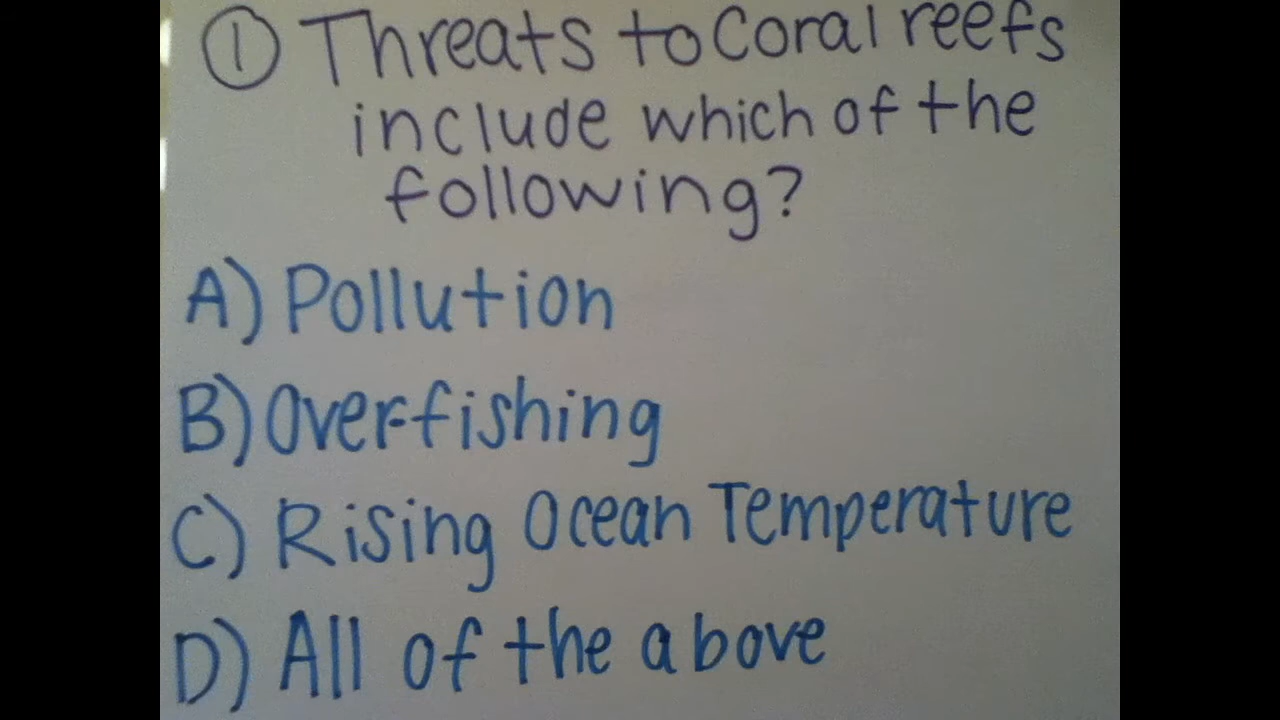 ① Threats to Coral reefs
include which of the
following?
A) Pollution
B) Over-fishing
C) Rising Ocean Temperature
D) All of the above